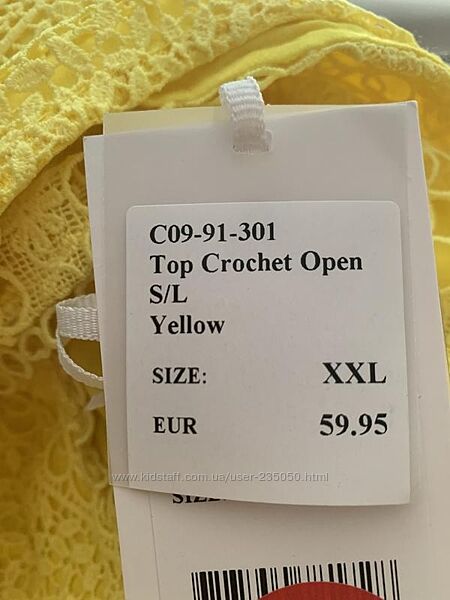 C09-91-301
Top Crochet Open
S/L
Yellow
SIZE: XXL
EUR 59.95
www.kidstaff.com.ua/user-235050.html
SIZE: